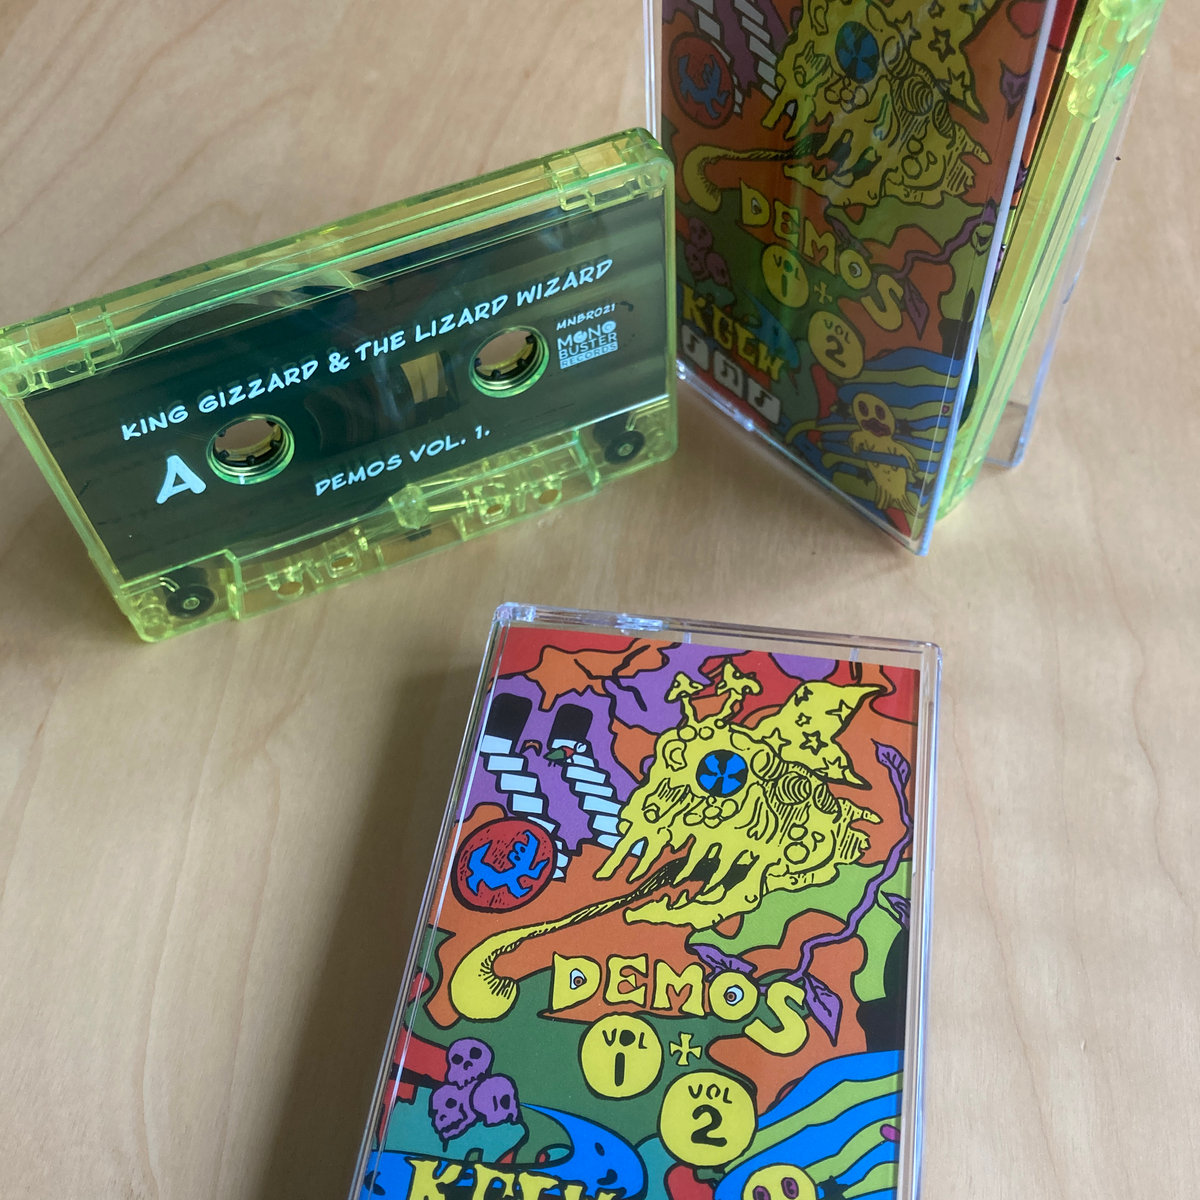 KING GIZZARD & THE LIZARD WIZARD
MNBR021
MONO
BUSTER
RECORDS
A
DEMOS VOL. 1.
DEMOS
VOL
1
+
VOL
2
KGLW
DEMOS
VOL
1
+
VOL
2
KGLW